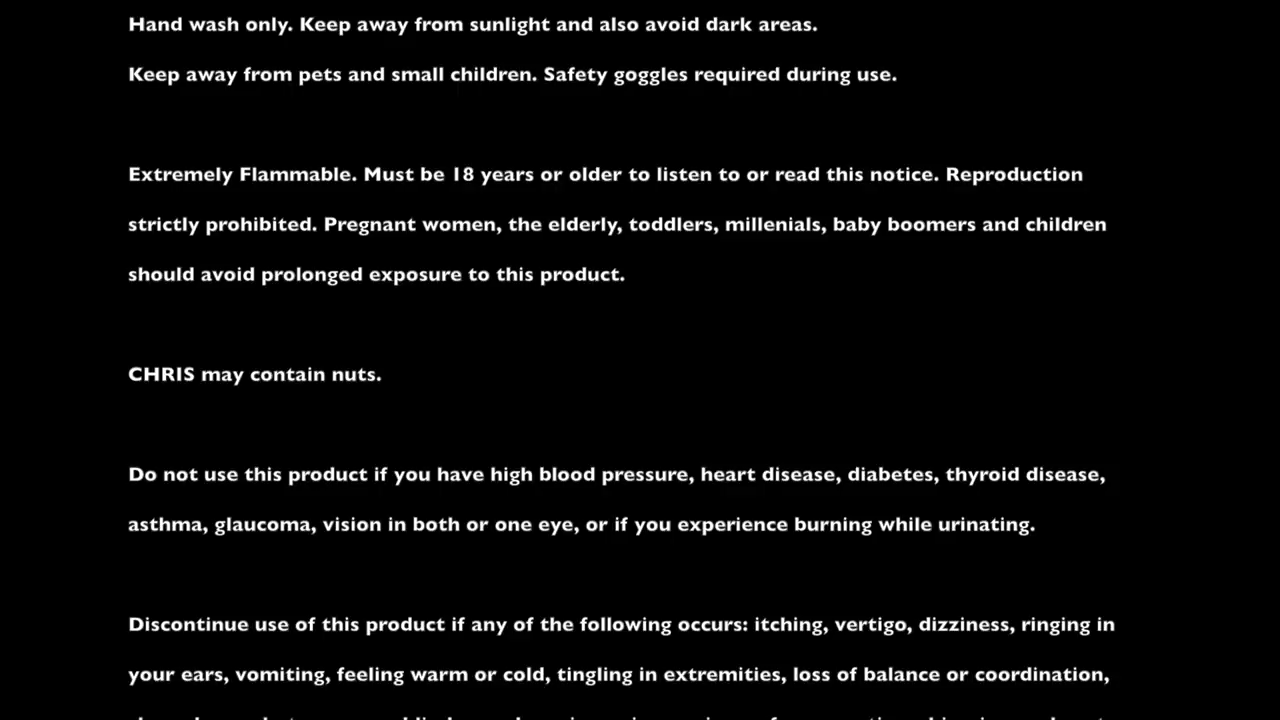 Hand wash only. Keep away from sunlight and also avoid dark areas.
Keep away from pets and small children. Safety goggles required during use.
Extremely Flammable. Must be 18 years or older to listen to or read this notice. Reproduction
strictly prohibited. Pregnant women, the elderly, toddlers, millenials, baby boomers and children
should avoid prolonged exposure to this product.
CHRIS may contain nuts.
Do not use this product if you have high blood pressure, heart disease, diabetes, thyroid disease,
asthma, glaucoma, vision in both or one eye, or if you experience burning while urinating.
Discontinue use of this product if any of the following occurs: itching, vertigo, dizziness, ringing in
your ears, vomiting, feeling warm or cold, tingling in extremities, loss of balance or coordination,